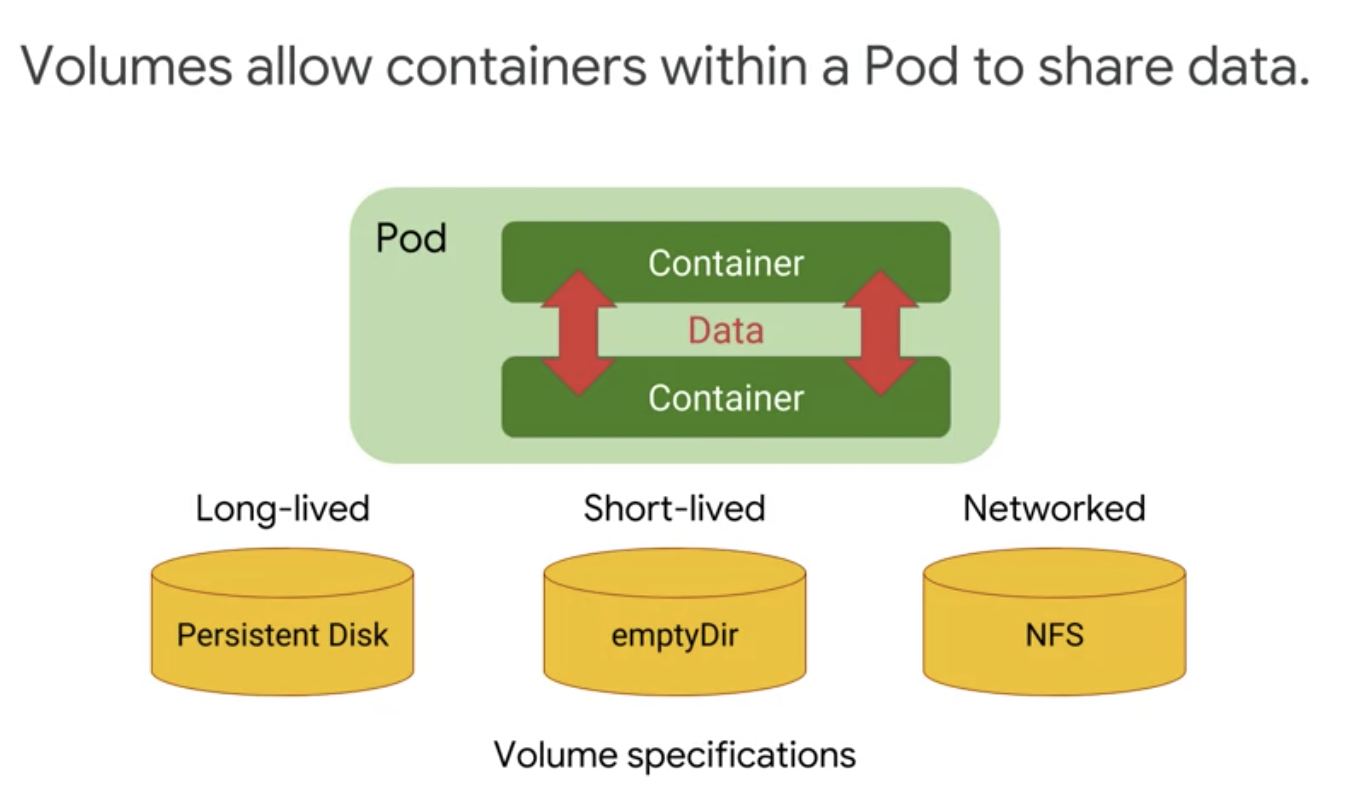 Volumes allow containers within a Pod to share data.
Pod
Container
Data
Container
Long-lived
Short-lived
Networked
Persistent Disk
emptyDir
NFS
Volume specifications